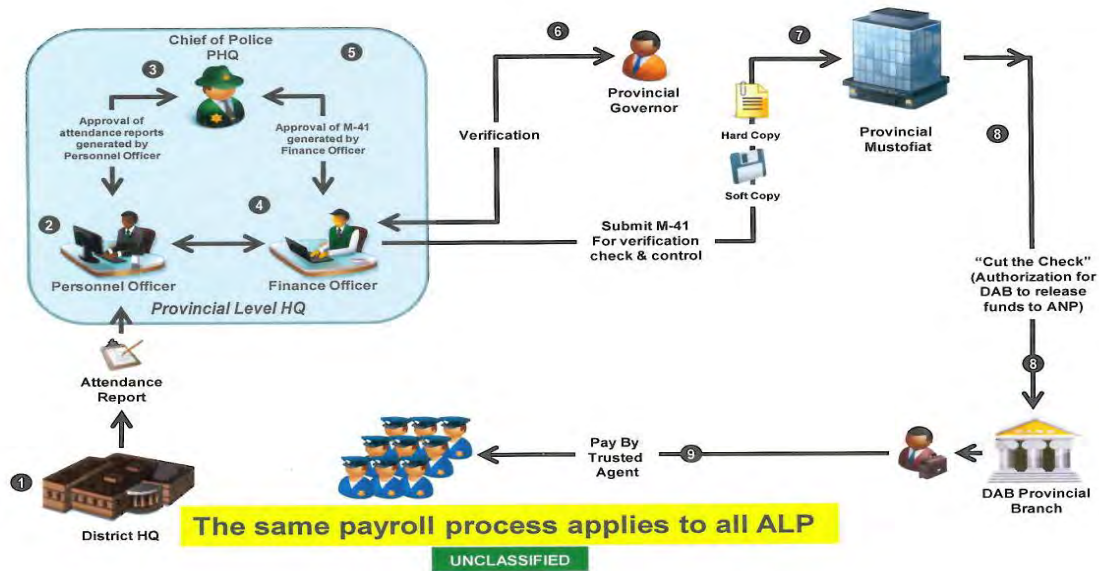 Chief of Police
PHQ
5
3
Approval of
attendance reports
generated by
Personnel Officer
Approval of M-41
generated by
Finance Officer
2
4
Personnel Officer
Finance Officer
Provincial Level HQ
Attendance
Report
1
District HQ
6
Verification
Provincial
Governor
Submit M-41
For verification
check & control
7
Hard Copy
Soft Copy
Provincial
Mustofiat
8
“Cut the Check”
(Authorization for
DAB to release
funds to ANP)
8
DAB Provincial
Branch
9
Pay By
Trusted
Agent
The same payroll process applies to all ALP
UNCLASSIFIED